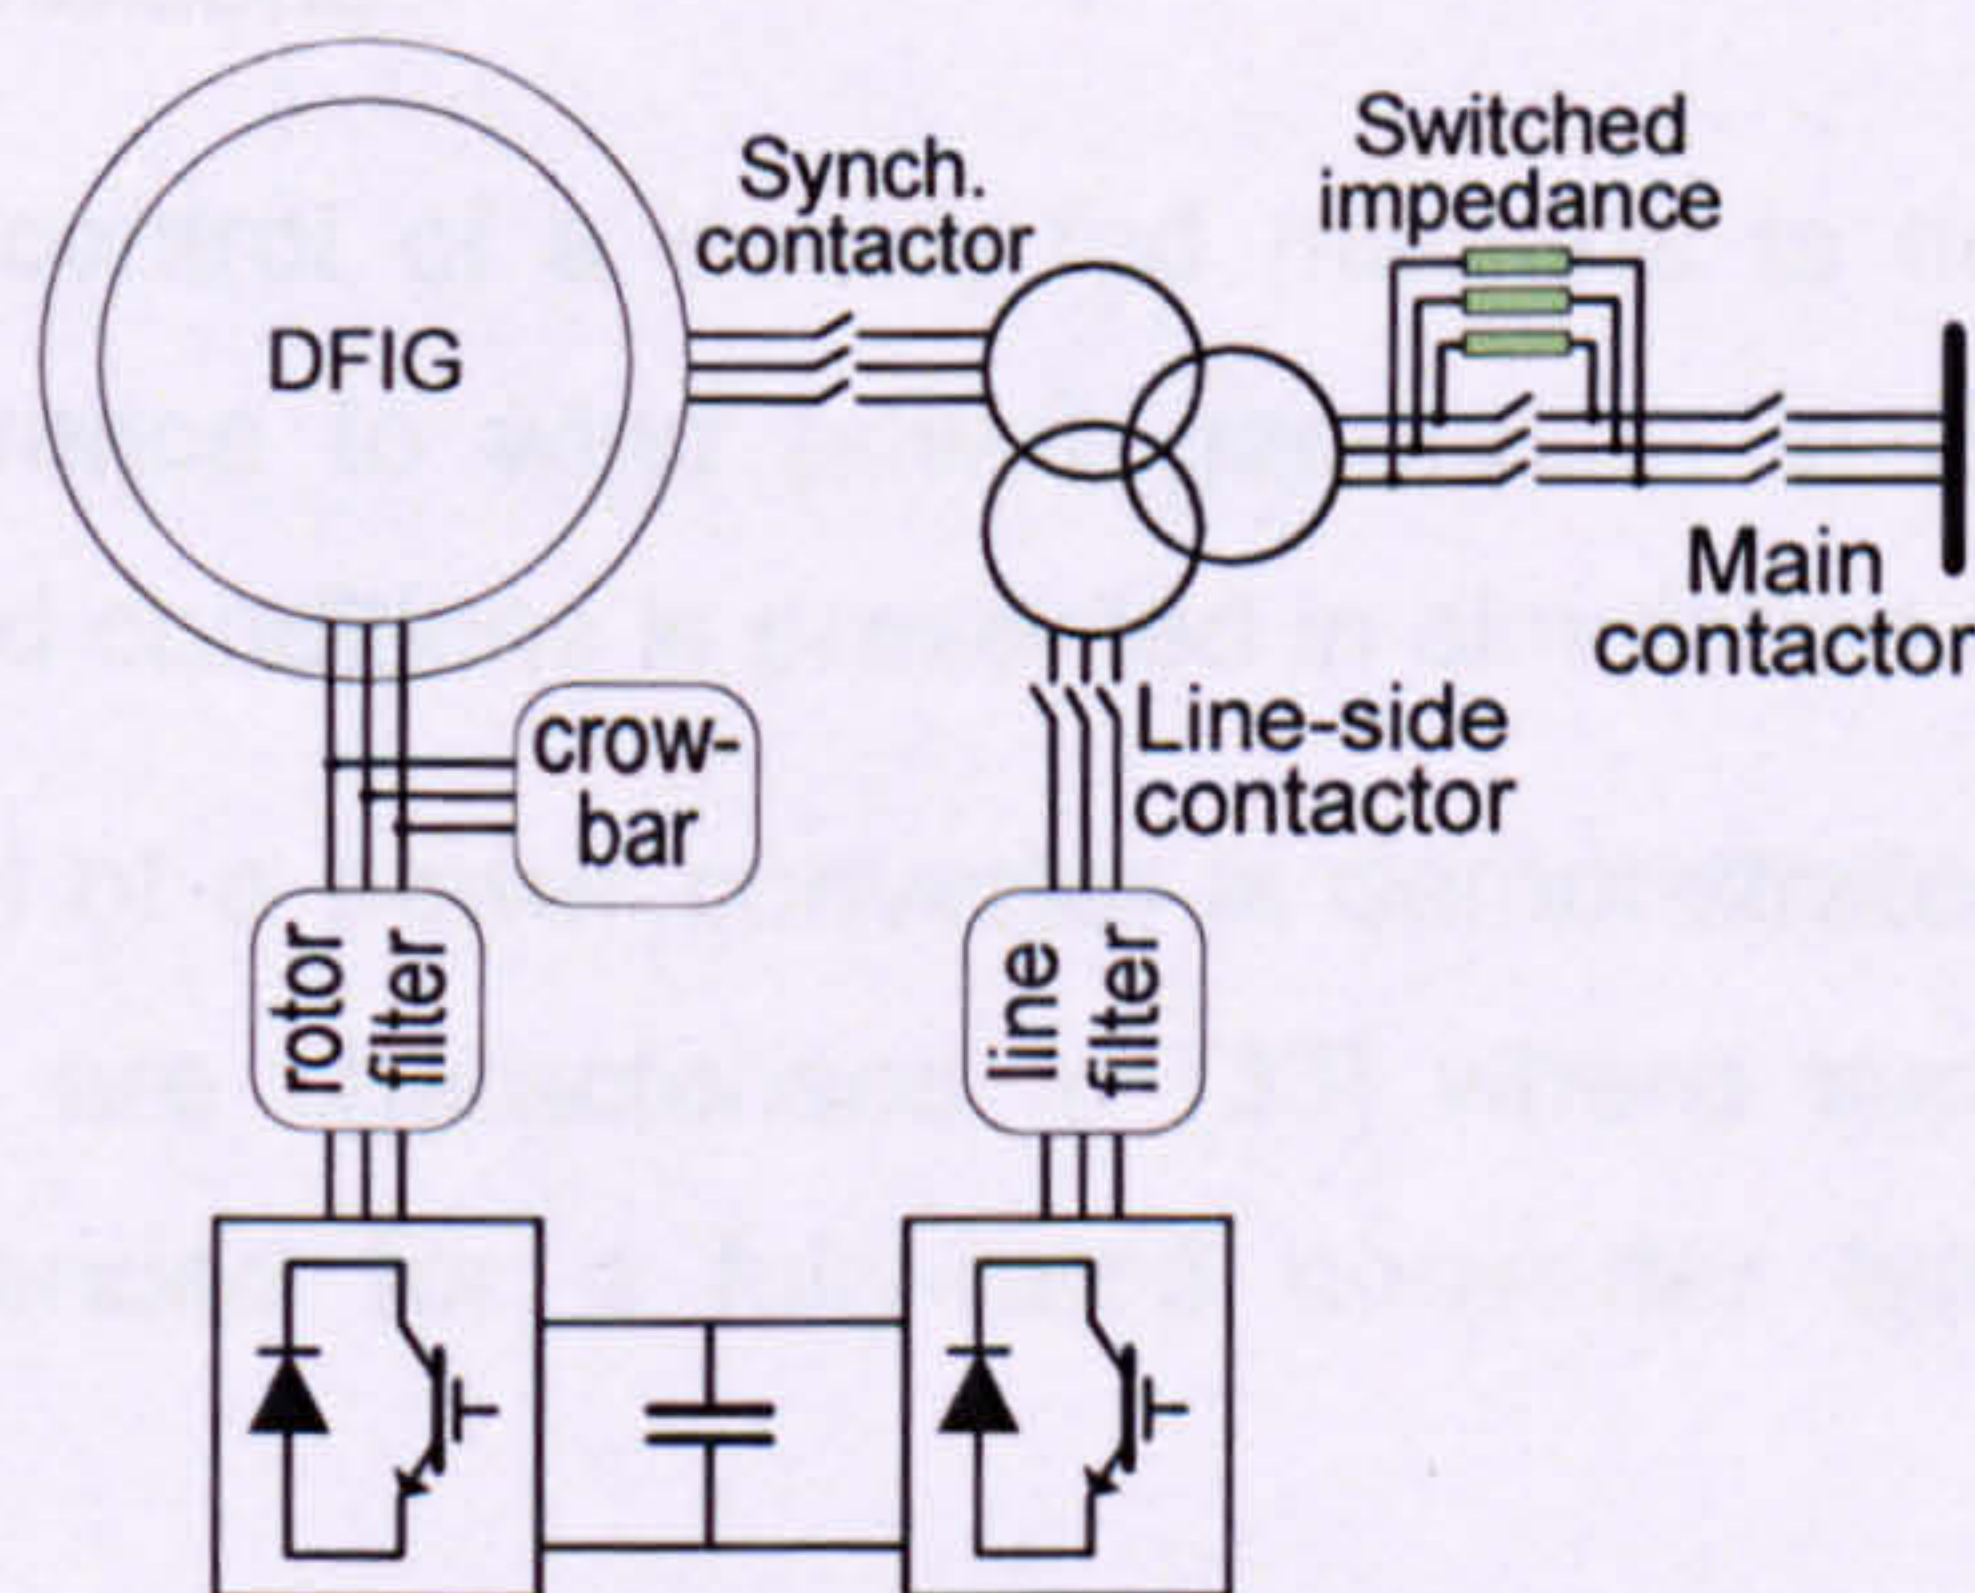 Synch.
contactor
Switched
impedance
DFIG
Main
contactor
Line-side
contactor
crow-
bar
rotor
filter
line
filter